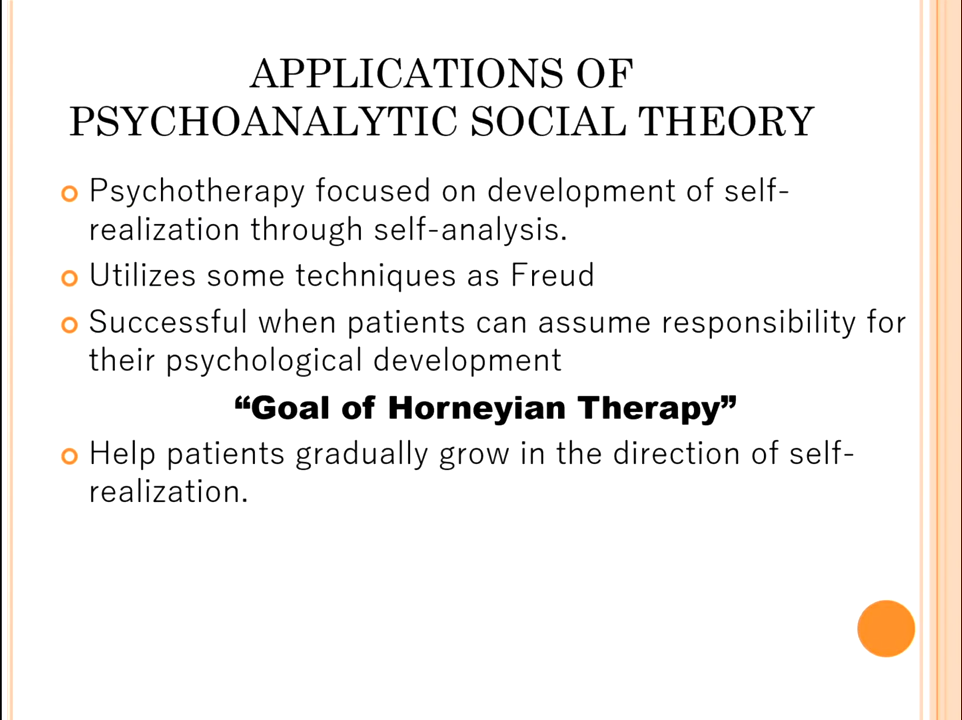 APPLICATIONS OF
PSYCHOANALYTIC SOCIAL THEORY
Psychotherapy focused on development of self-
realization through self-analysis.
Utilizes some techniques as Freud
Successful when patients can assume responsibility for
their psychological development
“Goal of Horneyian Therapy”
Help patients gradually grow in the direction of self-
realization.